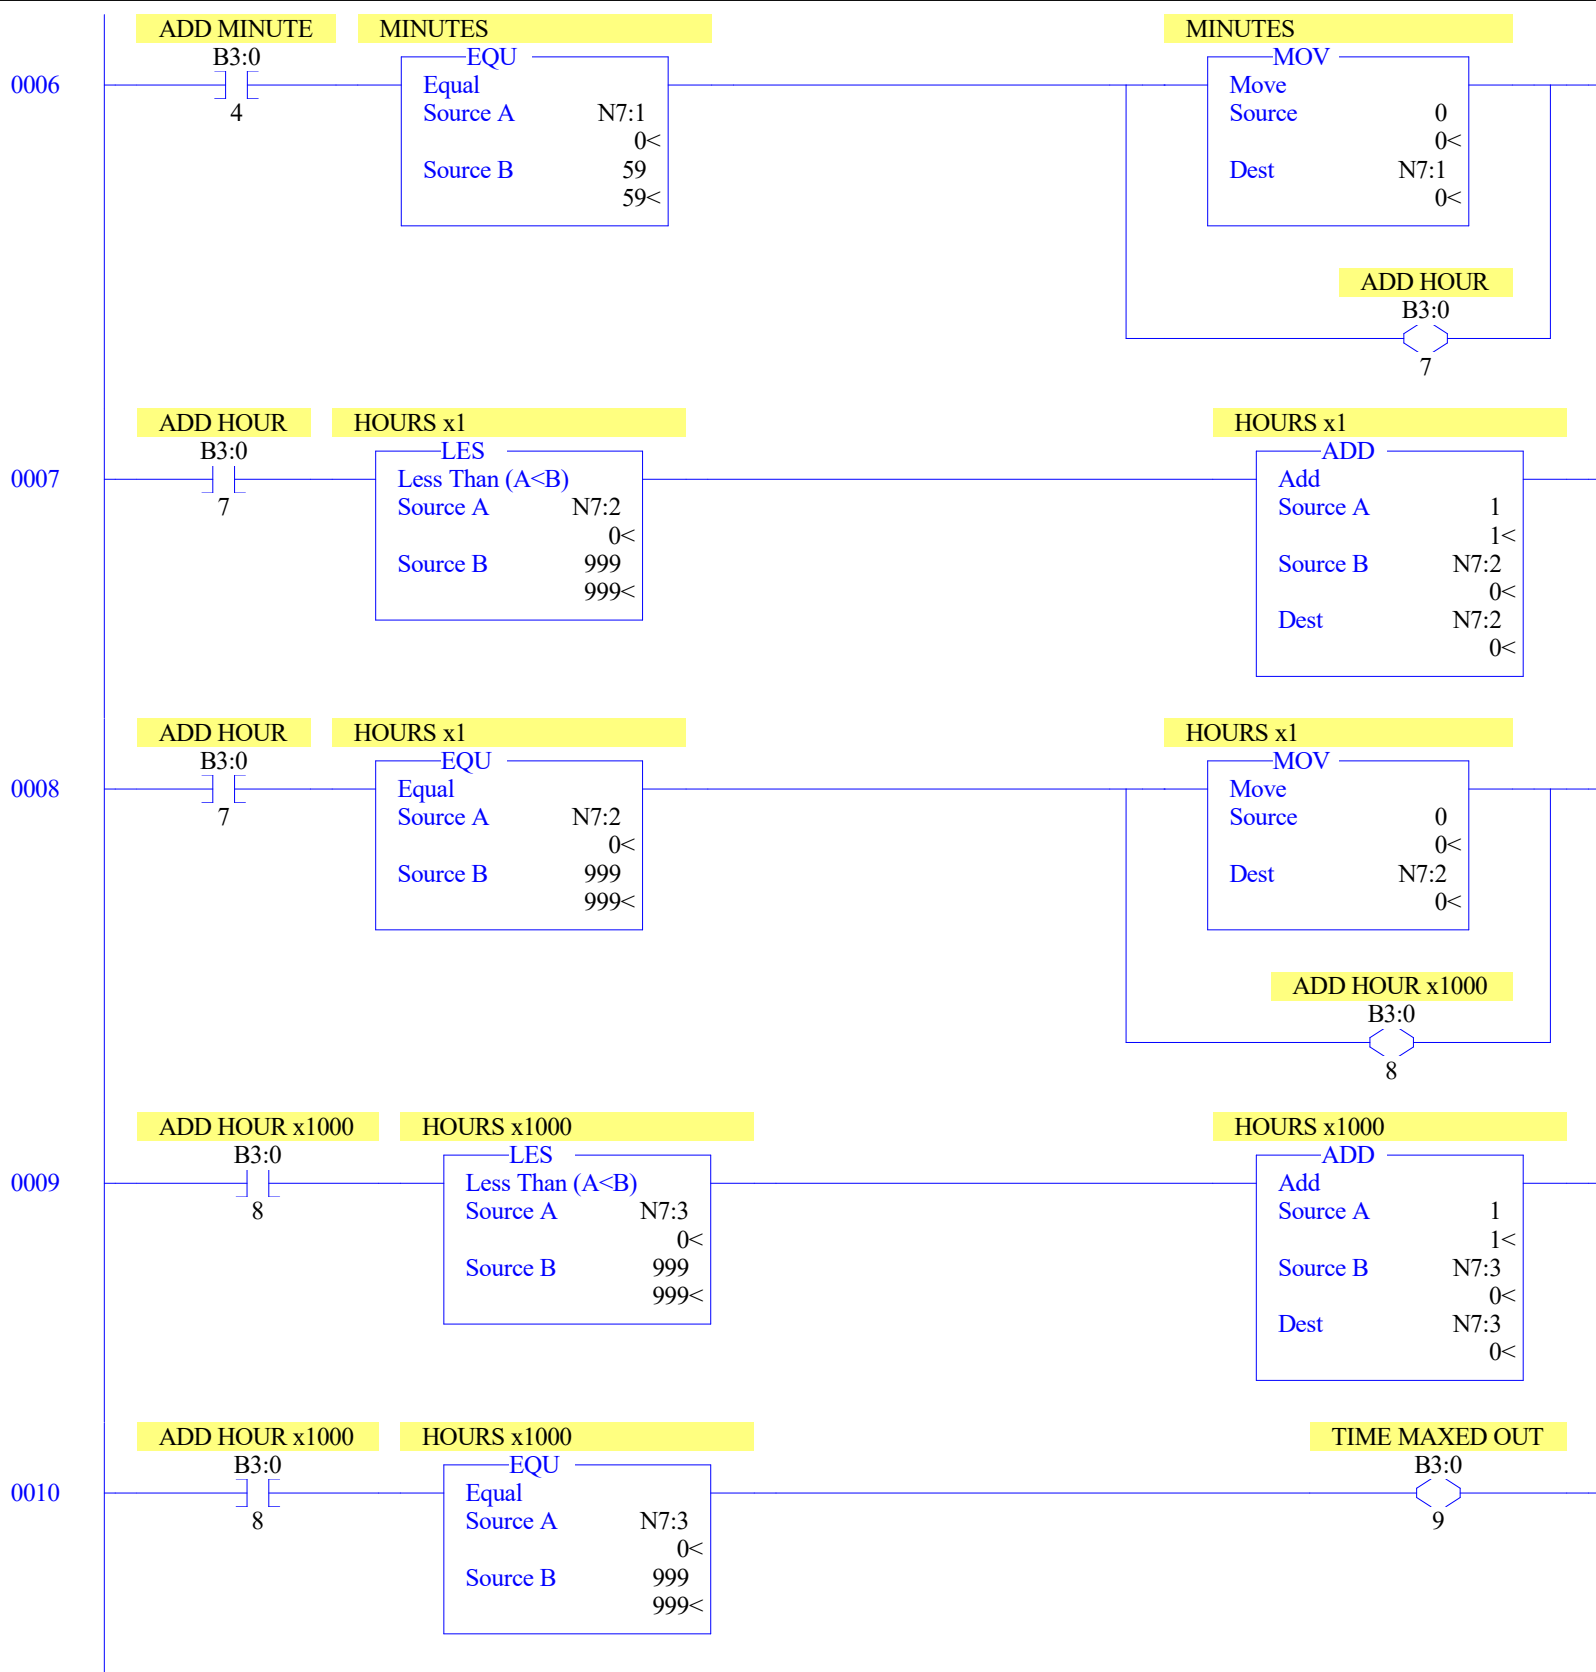 ADD MINUTE MINUTES MINUTES
B3:0 EQU MOV
0006 Equal Move
4 Source A N7:1 Source 0
0< 0<
Source B 59 Dest N7:1
59< 0<
ADD HOUR
B3:0
7
ADD HOUR HOURS x1 HOURS x1
B3:0 LES ADD
0007 Less Than (A<B) Add
7 Source A N7:2 Source A 1
0< 1<
Source B 999 Source B N7:2
999< 0<
Dest N7:2
0<
ADD HOUR HOURS x1 HOURS x1
B3:0 EQU MOV
0008 Equal Move
7 Source A N7:2 Source 0
0< 0<
Source B 999 Dest N7:2
999< 0<
ADD HOUR x1000
B3:0
8
ADD HOUR x1000 HOURS x1000 HOURS x1000
B3:0 LES ADD
0009 Less Than (A<B) Add
8 Source A N7:3 Source A 1
0< 1<
Source B 999 Source B N7:3
999< 0<
Dest N7:3
0<
ADD HOUR x1000 HOURS x1000 TIME MAXED OUT
B3:0 EQU B3:0
0010 Equal
8 Source A N7:3 9
0<
Source B 999
999<